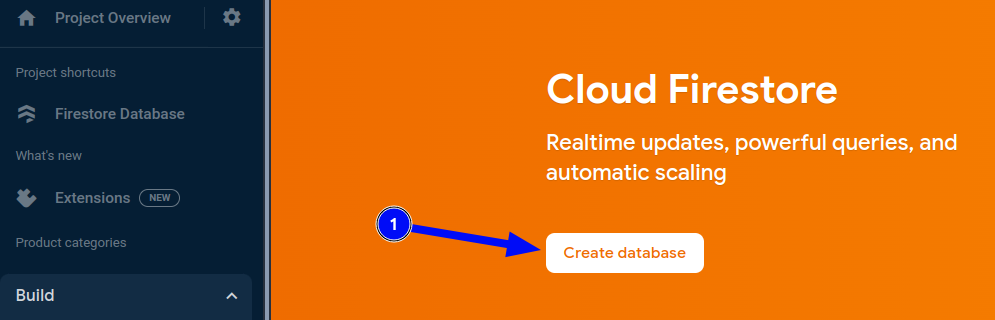 Project Overview
Project shortcuts
Firestore Database
What's new
Extensions NEW
Product categories
Build
Cloud Firestore
Realtime updates, powerful queries, and
automatic scaling
1
Create database